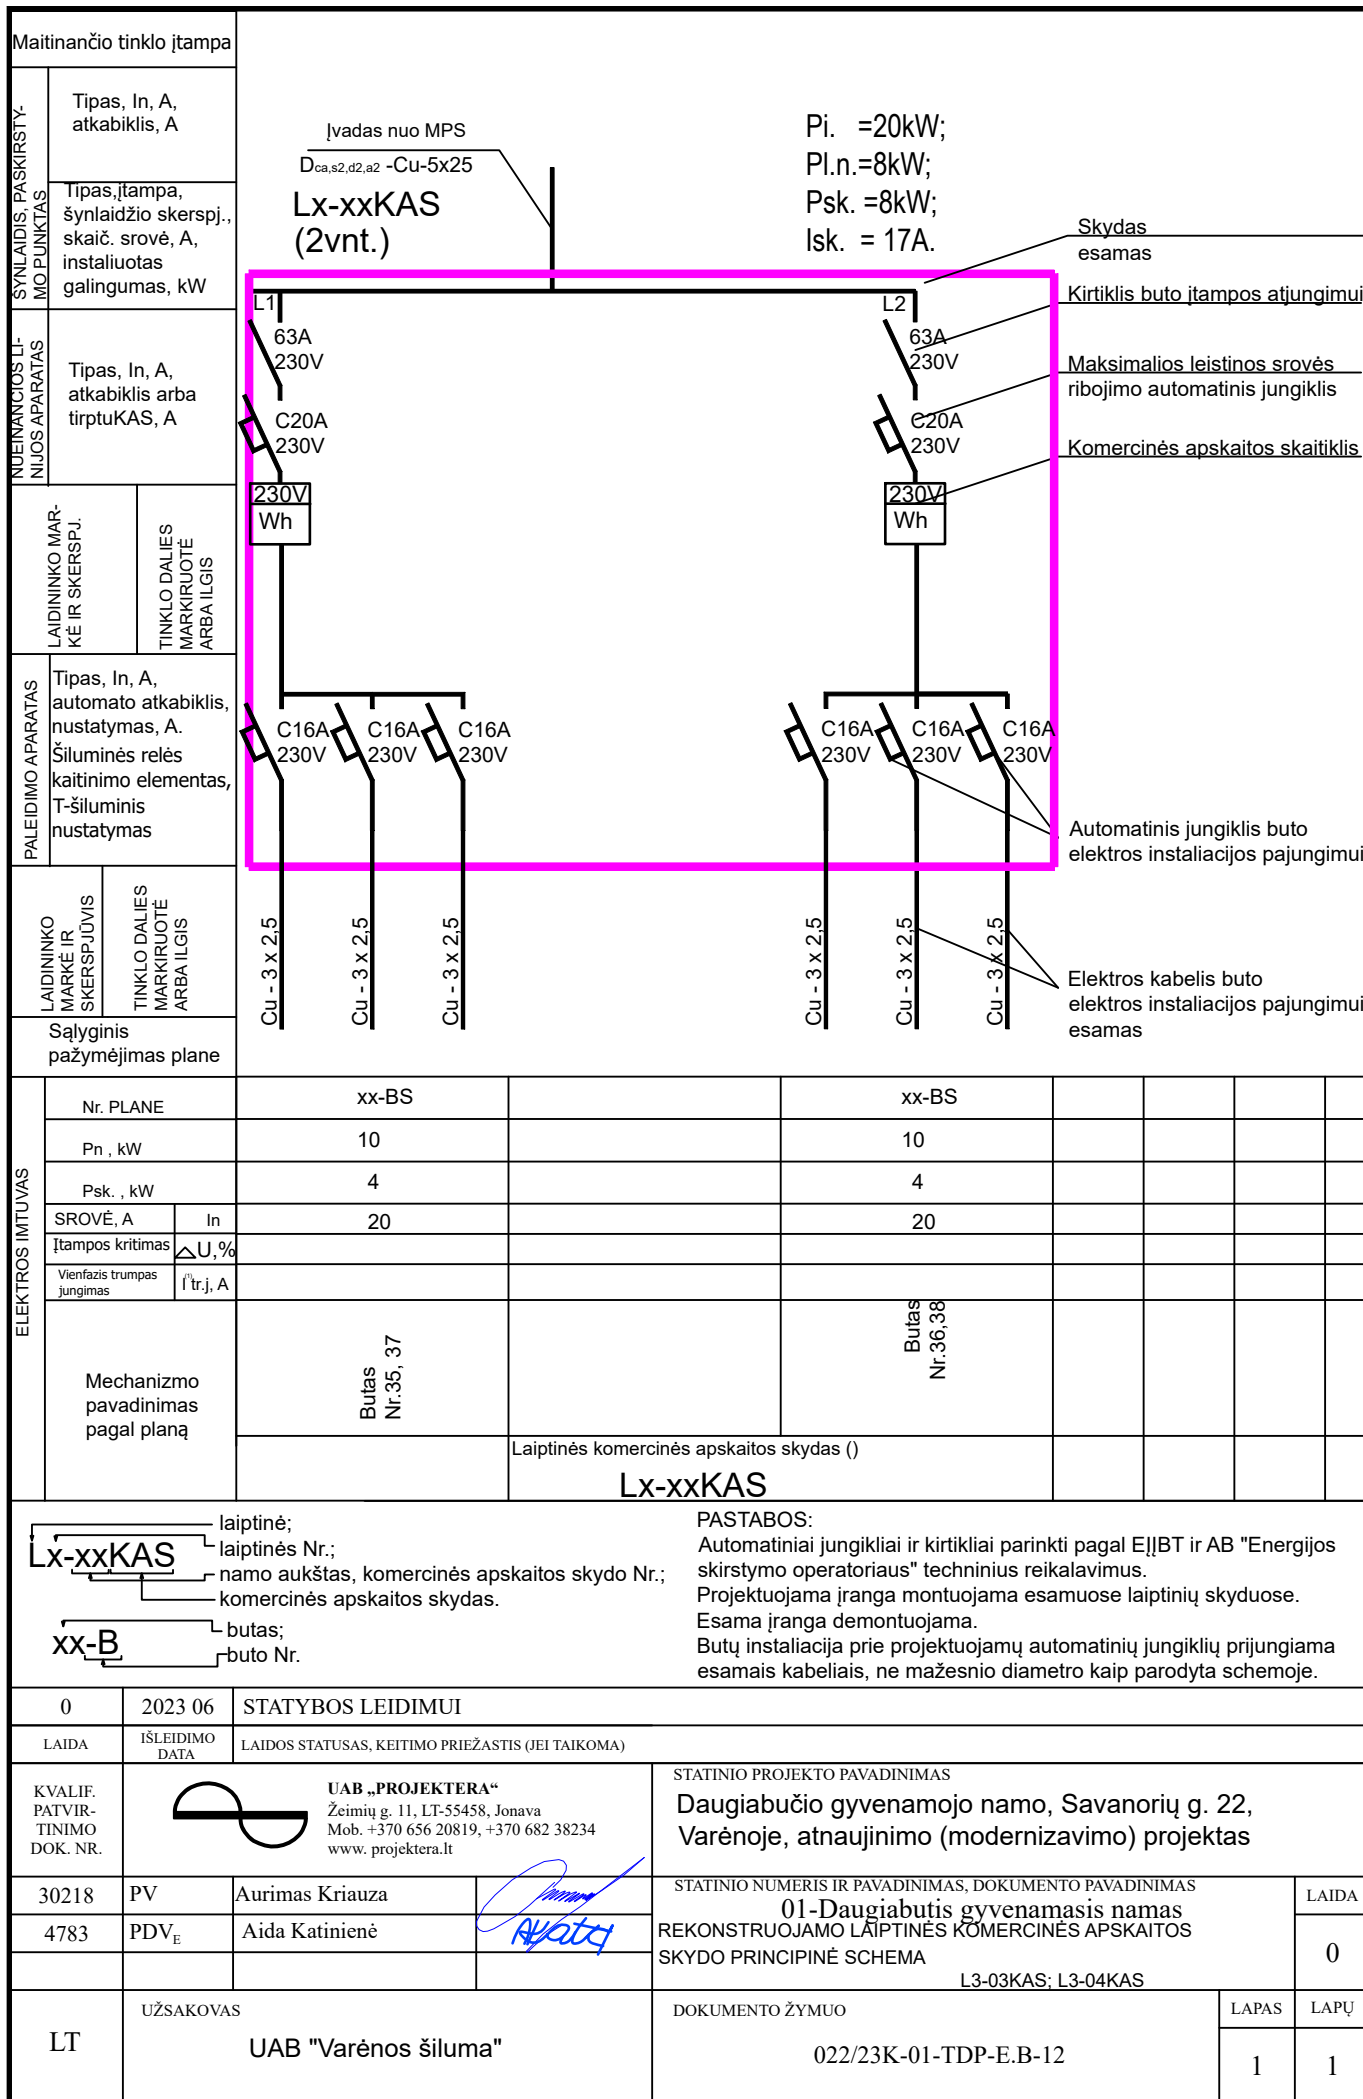 Maitinančio tinklo įtampa
ŠYNLAIDIS, PASKIRSTY-
MO PUNKTAS
Tipas, In, A,
atkabiklis, A
Tipas,įtampa,
šynlaidžio skerspj.,
skaič. srovė, A,
instaliuotas
galingumas, kW
NUEINANČIOS LI-
NIJOS APARATAS
Tipas, In, A,
atkabiklis arba
tirptuKAS, A
LAIDININKO MAR-
KĖ IR SKERSPJ.
TINKLO DALIES
MARKIRUOTĖ
ARBA ILGIS
PALEIDIMO APARATAS
Tipas, In, A,
automato atkabiklis,
nustatymas, A.
Šiluminės relės
kaitinimo elementas,
T-šiluminis
nustatymas
LAIDININKO
MARKĖ IR
SKERSPJŪVIS
TINKLO DALIES
MARKIRUOTĖ
ARBA ILGIS
Sąlyginis
pažymėjimas plane
Įvadas nuo MPS
Dca,s2,d2,a2 -Cu-5x25
Lx-xxKAS
(2vnt.)
Pi. =20kW;
Pl.n.=8kW;
Psk. =8kW;
Isk. = 17A.
Skydas
esamas
Kirtiklis buto įtampos atjungimui
Maksimalios leistinos srovės
ribojimo automatinis jungiklis
Komercinės apskaitos skaitiklis
L1
63A
230V
C20A
230V
230V
Wh
L2
63A
230V
C20A
230V
230V
Wh
C16A
230V
C16A
230V
C16A
230V
C16A
230V
C16A
230V
C16A
230V
Automatinis jungiklis buto
elektros instaliacijos pajungimui
Cu - 3 x 2,5
Cu - 3 x 2,5
Cu - 3 x 2,5
Cu - 3 x 2,5
Cu - 3 x 2,5
Cu - 3 x 2,5
Elektros kabelis buto
elektros instaliacijos pajungimui
esamas
ELEKTROS IMTUVAS
Nr. PLANE xx-BS xx-BS
Pn , kW 10 10
Psk. , kW 4 4
SROVĖ, A In 20 20
Įtampos kritimas △U,%
Vienfazis trumpas
jungimas
I(1)tr.j, A
Mechanizmo
pavadinimas
pagal planą
Butas
Nr.35, 37
Butas
Nr.36,38
Laiptinės komercinės apskaitos skydas ()
Lx-xxKAS
Lx-xxKAS
laiptinė;
laiptinės Nr.;
namo aukštas, komercinės apskaitos skydo Nr.;
komercinės apskaitos skydas.
xx-B
butas;
buto Nr.
PASTABOS:
Automatiniai jungikliai ir kirtikliai parinkti pagal EĮĮBT ir AB "Energijos
skirstymo operatoriaus" techninius reikalavimus.
Projektuojama įranga montuojama esamuose laiptinių skyduose.
Esama įranga demontuojama.
Butų instaliacija prie projektuojamų automatinių jungiklių prijungiama
esamais kabeliais, ne mažesnio diametro kaip parodyta schemoje.
0 2023 06 STATYBOS LEIDIMUI
LAIDA
IŠLEIDIMO
DATA
LAIDOS STATUSAS, KEITIMO PRIEŽASTIS (JEI TAIKOMA)
KVALIF.
PATVIR-
TINIMO
DOK. NR.
UAB „PROJEKTERA“
Žeimių g. 11, LT-55458, Jonava
Mob. +370 656 20819, +370 682 38234
www. projektera.lt
STATINIO PROJEKTO PAVADINIMAS
Daugiabučio gyvenamojo namo, Savanorių g. 22,
Varėnoje, atnaujinimo (modernizavimo) projektas
30218 PV Aurimas Kriauza
4783 PDVE Aida Katinienė
STATINIO NUMERIS IR PAVADINIMAS, DOKUMENTO PAVADINIMAS
01-Daugiabutis gyvenamasis namas
REKONSTRUOJAMO LAIPTINĖS KOMERCINĖS APSKAITOS
SKYDO PRINCIPINĖ SCHEMA
L3-03KAS; L3-04KAS
LAIDA
0
LT
UŽSAKOVAS
UAB "Varėnos šiluma"
DOKUMENTO ŽYMUO
022/23K-01-TDP-E.B-12
LAPAS LAPŲ
1 1